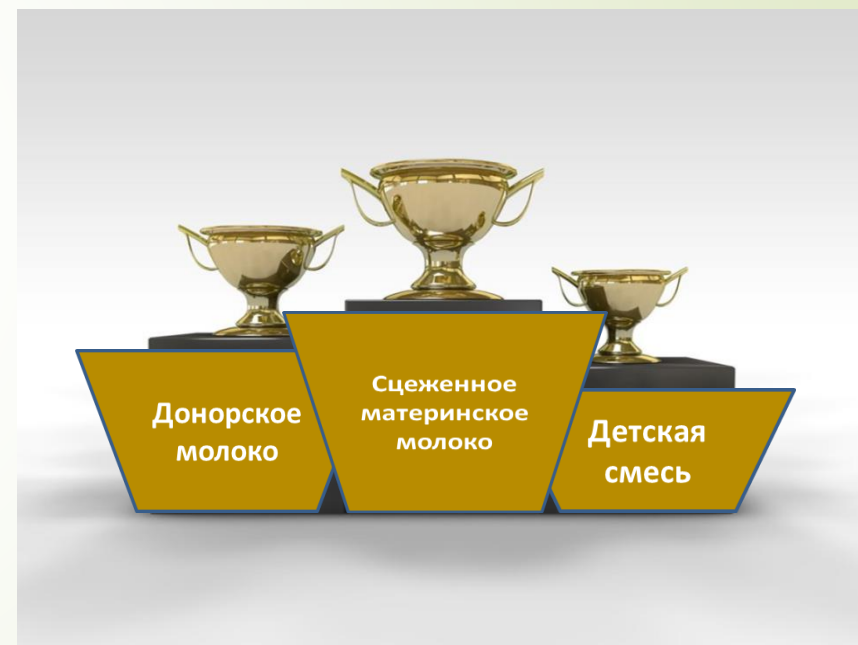 Донорское
молоко
Сцеженное
материнское
молоко
Детская
смесь